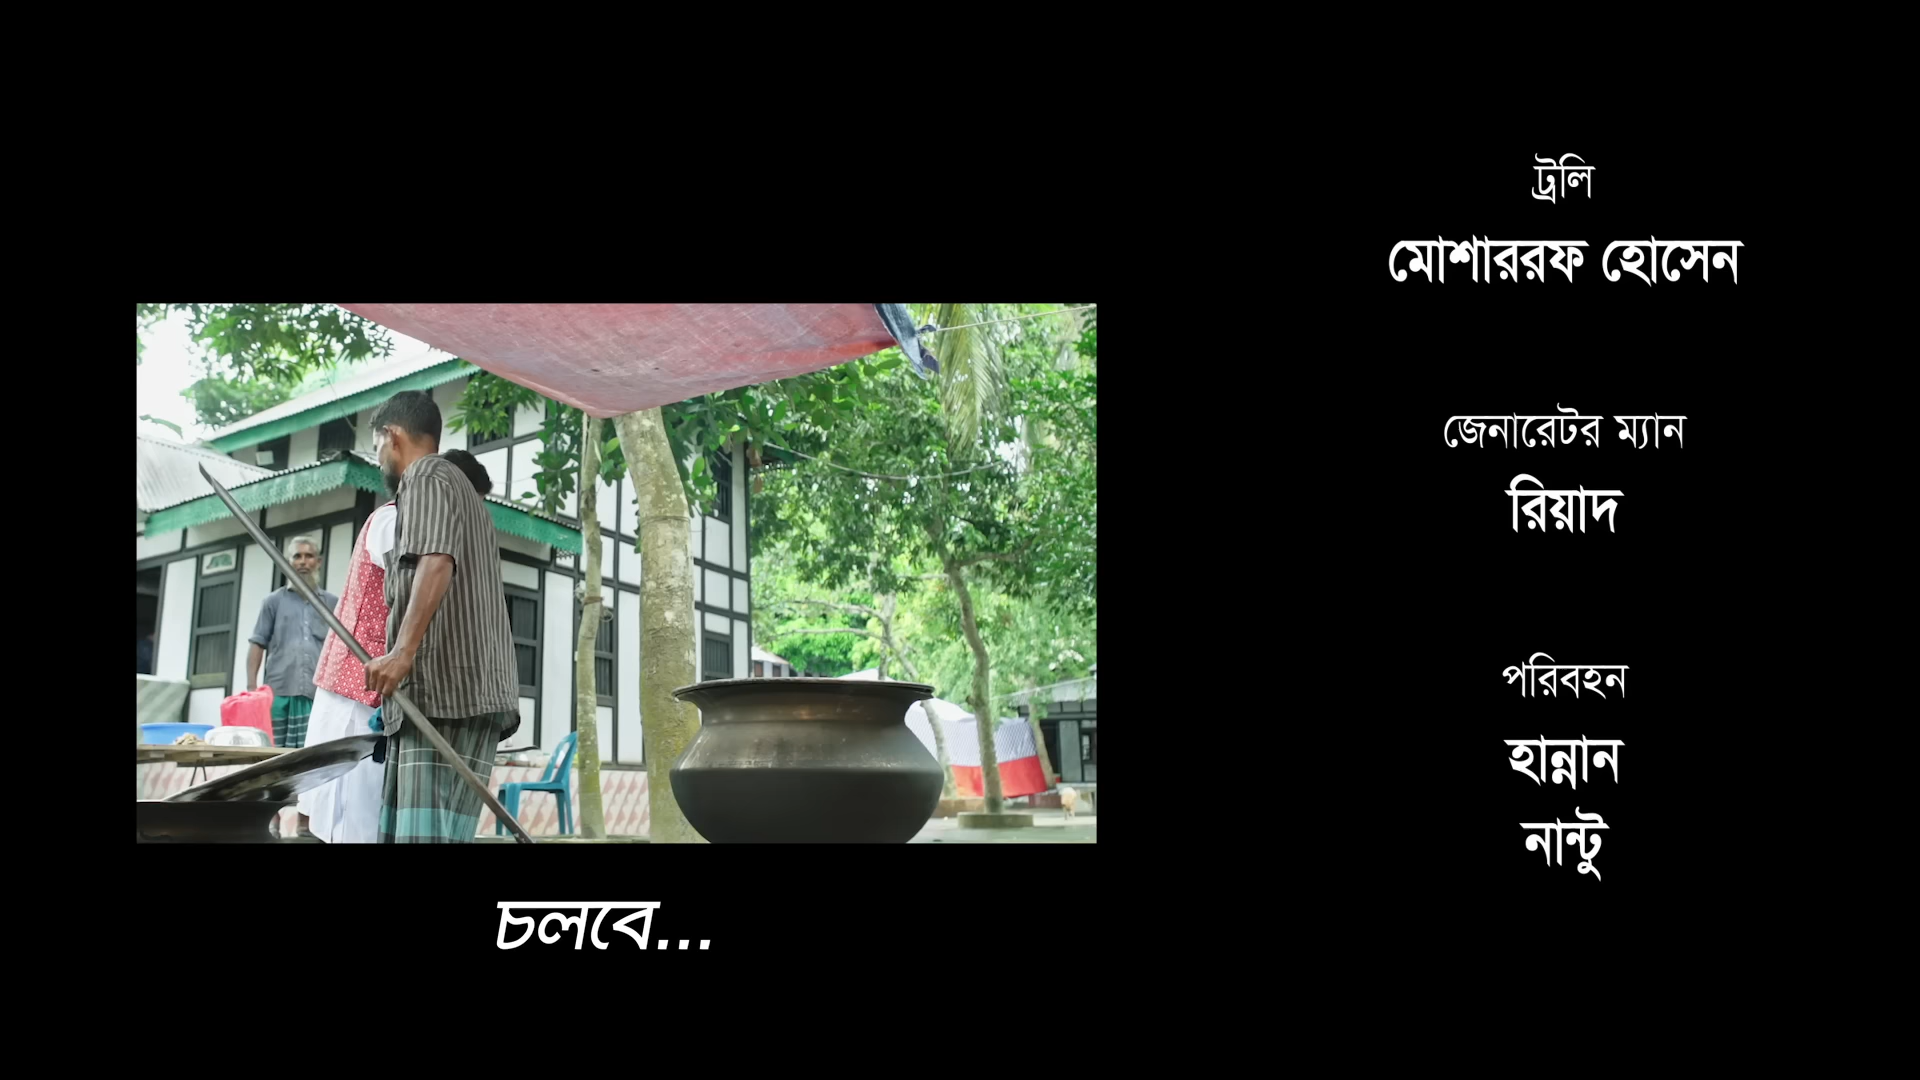 ট্রলি
মোশাররফ হোসেন
জেনারেটর ম্যান
রিয়াদ
পরিবহন
হান্নান
নান্টু
চলবে...